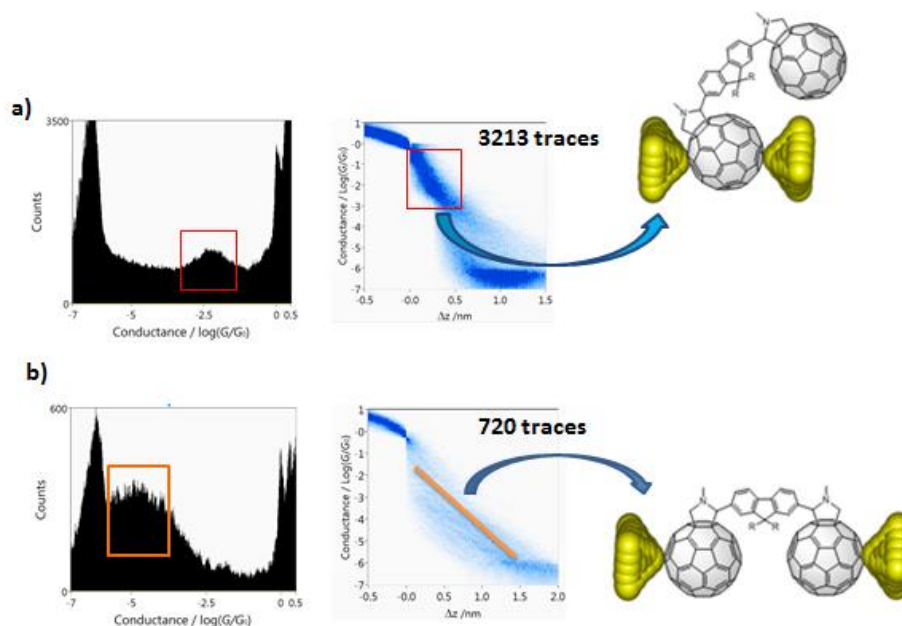 a)
3500
Counts
0
-7
-5
-2.5
0 0.5
Conductance / log(G/G₀)
3213 traces
1
-0
-1
-2
-3
-4
-5
-6
-7
Conductance / Log(G/G₀)
-0.5
-0.0
0.5
1.0
1.5
Δz /nm
N
N
R
R
b)
600
Counts
0
-7
-5
-2.5
0 0.5
Conductance / log(G/G₀)
720 traces
1
-0
-1
-2
-3
-4
-5
-6
-7
Conductance / Log(G/G₀)
-0.5
0.0
0.5
1.0
1.5
2.0
Δz /nm
N
N
R
R